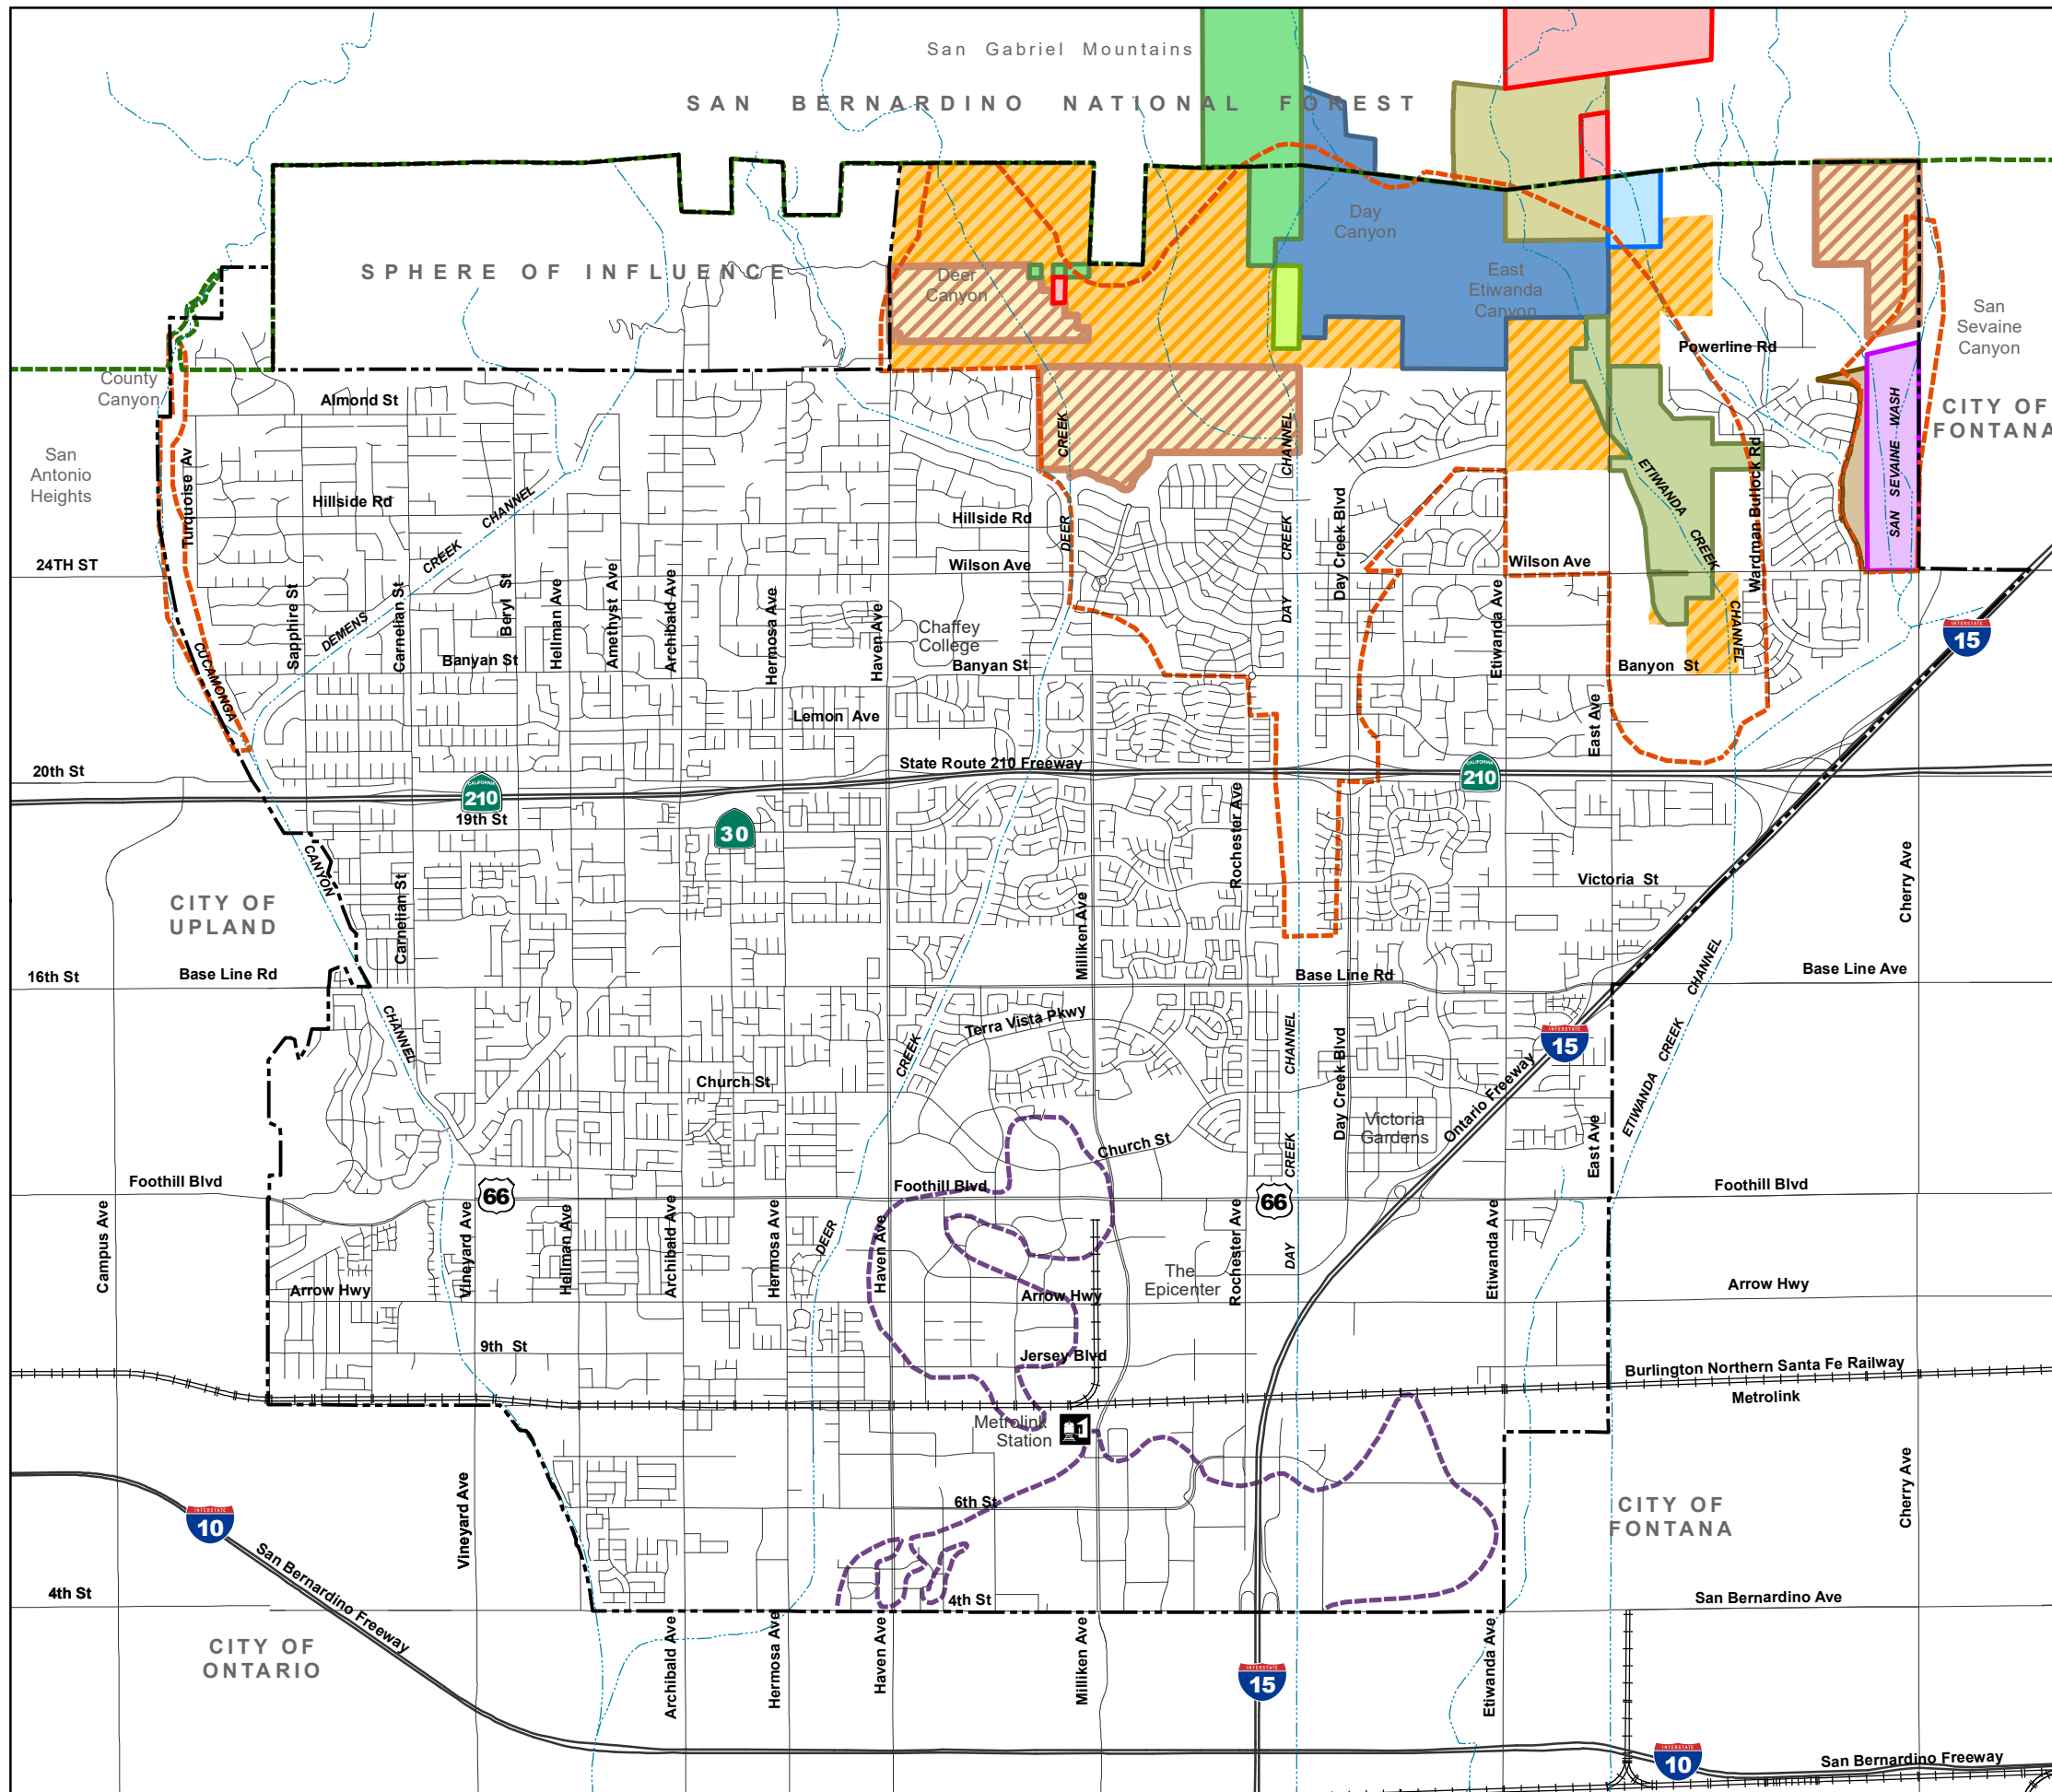 San Gabriel Mountains
SAN BERNARDINO NATIONAL FOREST
Day
Canyon
SPHERE OF INFLUENCE
Deer
Canyon
East
Etiwanda
Canyon
San
Sevaine
Canyon
Powerline Rd
County
Canyon
Almond St
CITY OF
FONTANA
San
Antonio
Heights
Turquoise Av
Hillside Rd
CHANNEL
CREEK
DEMENS
Hillside Rd
CREEK
DEER
CHANNEL
CREEK
DAY
Day Creek Blvd
ETIWANDA
CREEK
CHANNEL
Wardman Bullock Rd
SAN SEVAINE WASH
24TH ST
Wilson Ave
Wilson Ave
Sapphire St
Carnelian St
Beryl St
Hellman Ave
Amethyst Ave
Archibald Ave
Hermosa Ave
Haven Ave
Etiwanda Ave
Chaffey
College
INTERSTATE
15
Banyan St
Banyan St
Banyon St
CUCAMONGA
Lemon Ave
East Ave
20th St
State Route 210 Freeway
CALIFORNIA
210
CALIFORNIA
210
19th St
30
CANYON
Rochester Ave
Victoria St
Cherry Ave
CITY OF
UPLAND
Carnelian St
Milliken Ave
16th St
Base Line Rd
Base Line Rd
Base Line Ave
CHANNEL
CHANNEL
CREEK
ETIWANDA
Terra Vista Pkwy
CREEK
CHANNEL
CREEK
DAY
Day Creek Blvd
INTERSTATE
15
Ontario Freeway
Church St
Victoria
Gardens
Church St
East Ave
Foothill Blvd
66
Foothill Blvd
66
Foothill Blvd
Campus Ave
Vineyard Ave
Hellman Ave
Archibald Ave
Hermosa Ave
DEER
Haven Ave
Rochester Ave
Etiwanda Ave
The
Epicenter
Arrow Hwy
Arrow Hwy
Arrow Hwy
9th St
Jersey Blvd
Burlington Northern Santa Fe Railway
Metrolink
Metrolink
Station
Vineyard Ave
6th St
CITY OF
FONTANA
Cherry Ave
INTERSTATE
10
San Bernardino Freeway
4th St
4th St
San Bernardino Ave
CITY OF
ONTARIO
Archibald Ave
Hermosa Ave
Haven Ave
Milliken Ave
INTERSTATE
15
Etiwanda Ave
INTERSTATE
10
San Bernardino Freeway